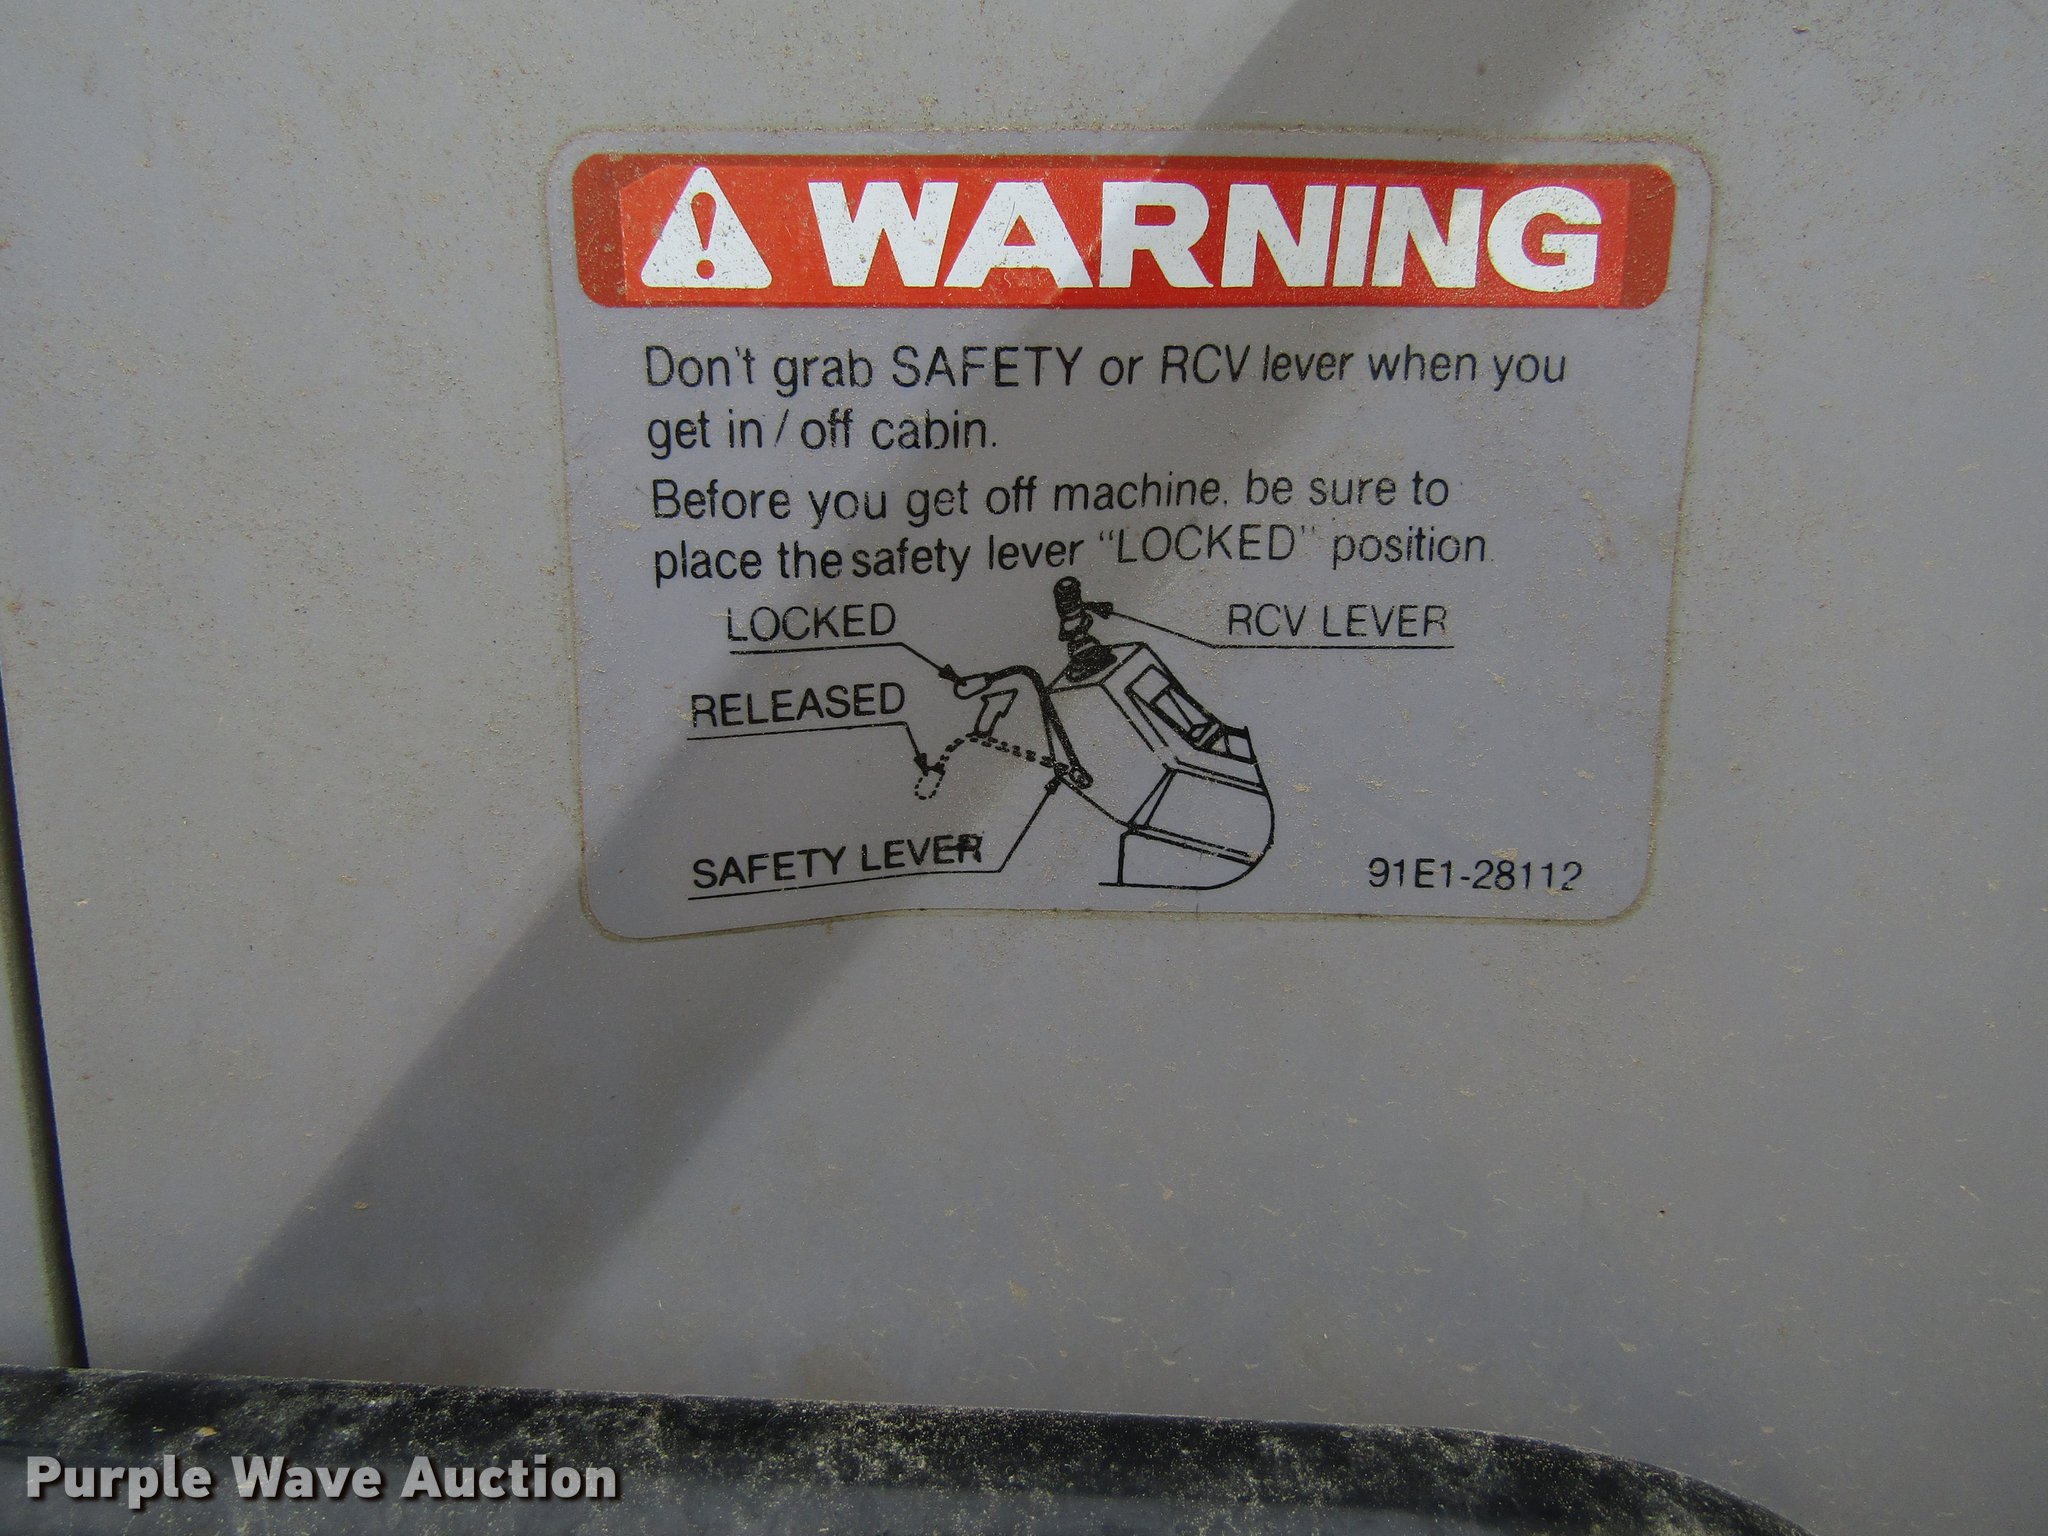 WARNING
Don't grab SAFETY or RCV lever when you
get in / off cabin.
Before you get off machine, be sure to
place the safety lever "LOCKED" position.
LOCKED
RCV LEVER
RELEASED
SAFETY LEVER
91E1-28112
Purple Wave Auction